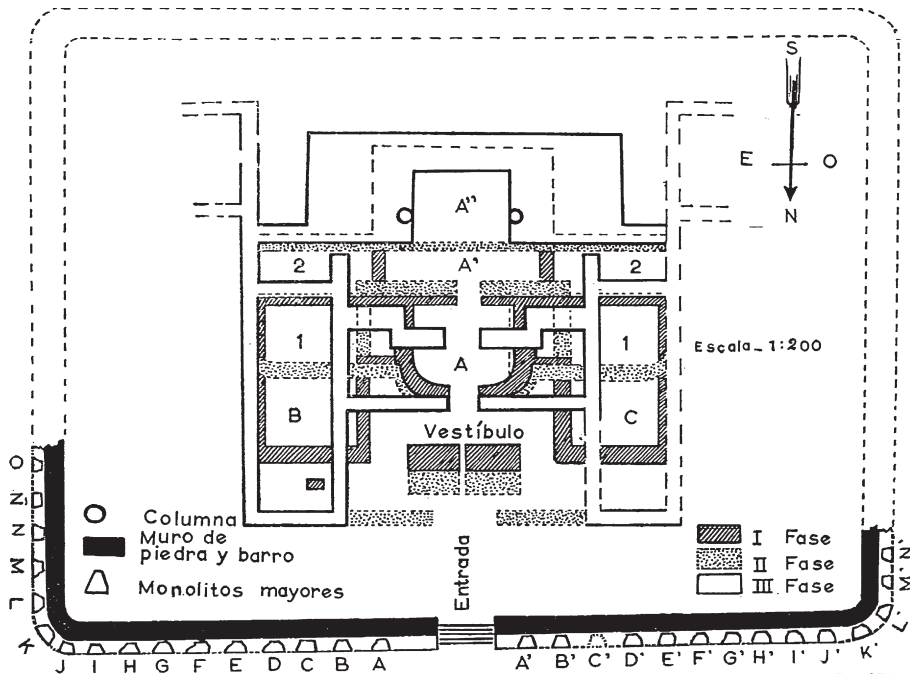 S
E O
N
A''
2 A' 2
1 1
A
Escala_1:200
B C
Vestíbulo
Entrada
Columna
Muro de
piedra y barro
Monolitos mayores
I Fase
II Fase
III Fase
O
N
N
M
L
K
J I H G F E D C B A
A' B' C' D' E' F' G' H' I' J' K'
L'
M'
N'